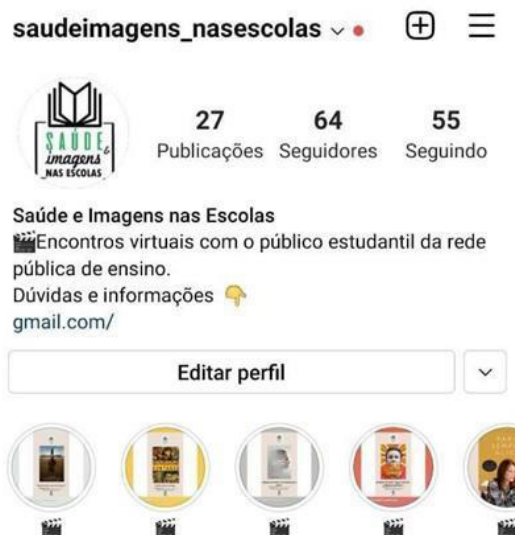 saudeimagens_nasescolas
SAÚDE &
imagens
NAS ESCOLAS
27 64 55
Publicações Seguidores Seguindo
Saúde e Imagens nas Escolas
🎬Encontros virtuais com o público estudantil da rede
pública de ensino.
Dúvidas e informações 👇
gmail.com/
Editar perfil